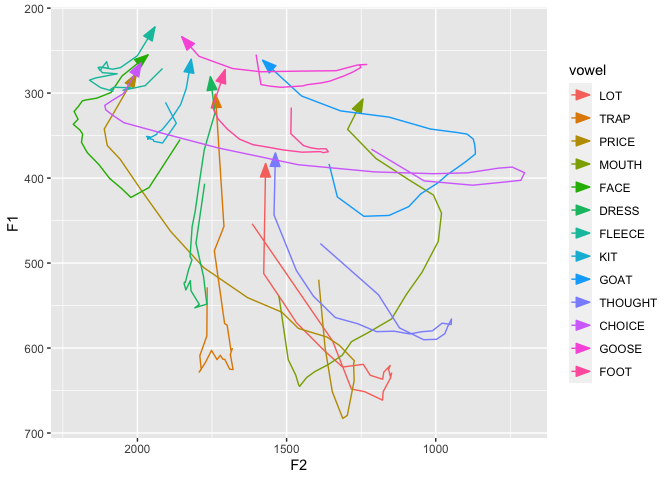 200
300
400
500
600
700
F1
2000
1500
1000
F2
vowel
LOT
TRAP
PRICE
MOUTH
FACE
DRESS
FLEECE
KIT
GOAT
THOUGHT
CHOICE
GOOSE
FOOT